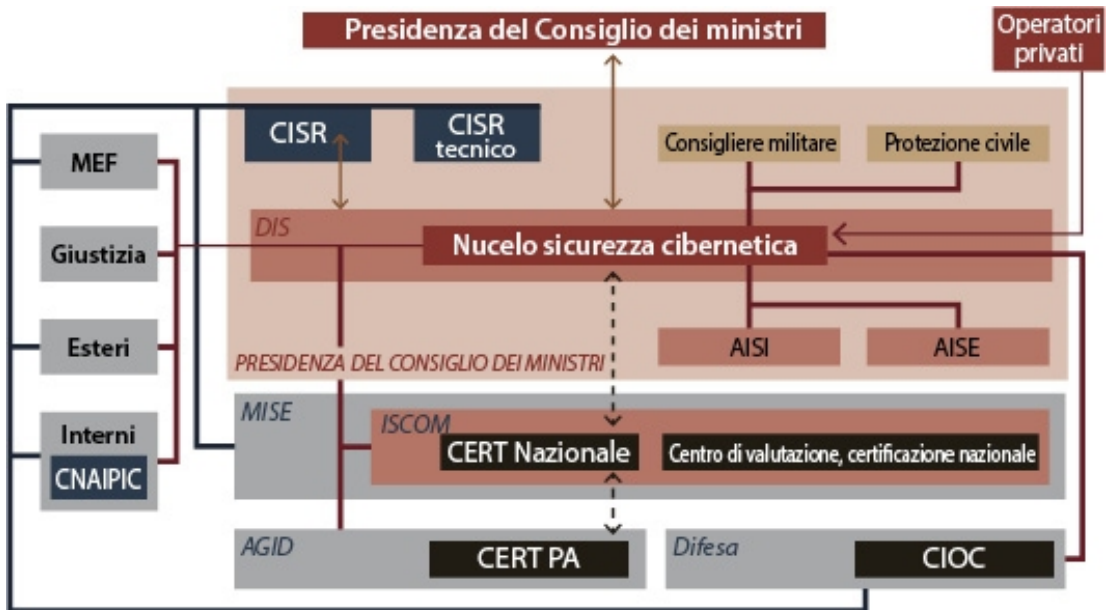 Presidenza del Consiglio dei ministri
Operatori
privati
CISR
CISR
tecnico
Consigliere militare
Protezione civile
MEF
Giustizia
Esteri
Interni
CNAIPIC
DIS
Nucelo sicurezza cibernetica
AISI
AISE
PRESIDENZA DEL CONSIGLIO DEI MINISTRI
MISE
ISCOM
CERT Nazionale
Centro di valutazione, certificazione nazionale
AGID
CERT PA
Difesa
CIOC